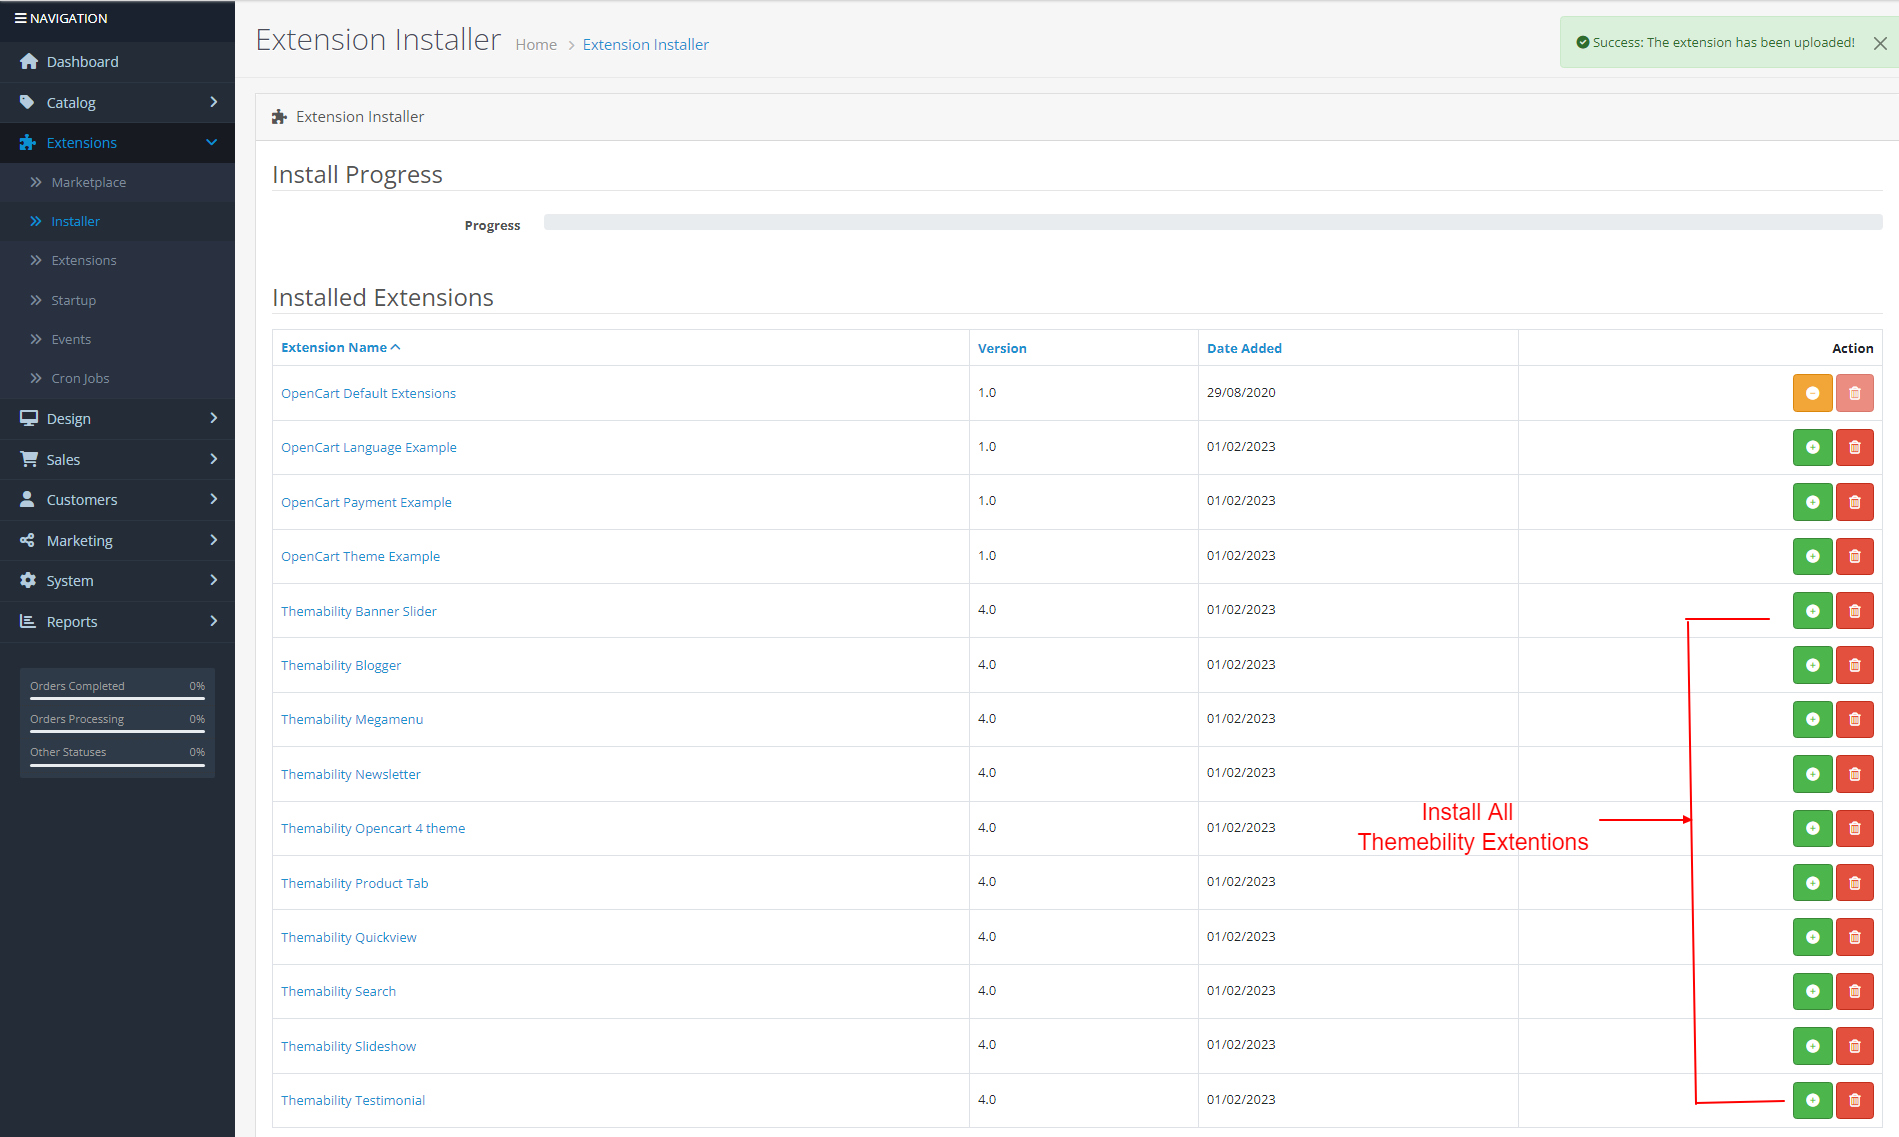 NAVIGATION
Dashboard
Catalog
Extensions
Marketplace
Installer
Extensions
Startup
Events
Cron Jobs
Design
Sales
Customers
Marketing
System
Reports
Orders Completed 0%
Orders Processing 0%
Other Statuses 0%
Extension Installer Home Extension Installer
Success: The extension has been uploaded!
Extension Installer
Install Progress
Progress
Installed Extensions
Extension Name Version Date Added Action
OpenCart Default Extensions 1.0 29/08/2020
OpenCart Language Example 1.0 01/02/2023
OpenCart Payment Example 1.0 01/02/2023
OpenCart Theme Example 1.0 01/02/2023
Themability Banner Slider 4.0 01/02/2023
Themability Blogger 4.0 01/02/2023
Themability Megamenu 4.0 01/02/2023
Themability Newsletter 4.0 01/02/2023
Themability Opencart 4 theme 4.0 01/02/2023
Themability Product Tab 4.0 01/02/2023
Themability Quickview 4.0 01/02/2023
Themability Search 4.0 01/02/2023
Themability Slideshow 4.0 01/02/2023
Themability Testimonial 4.0 01/02/2023
Install All
Themebility Extentions